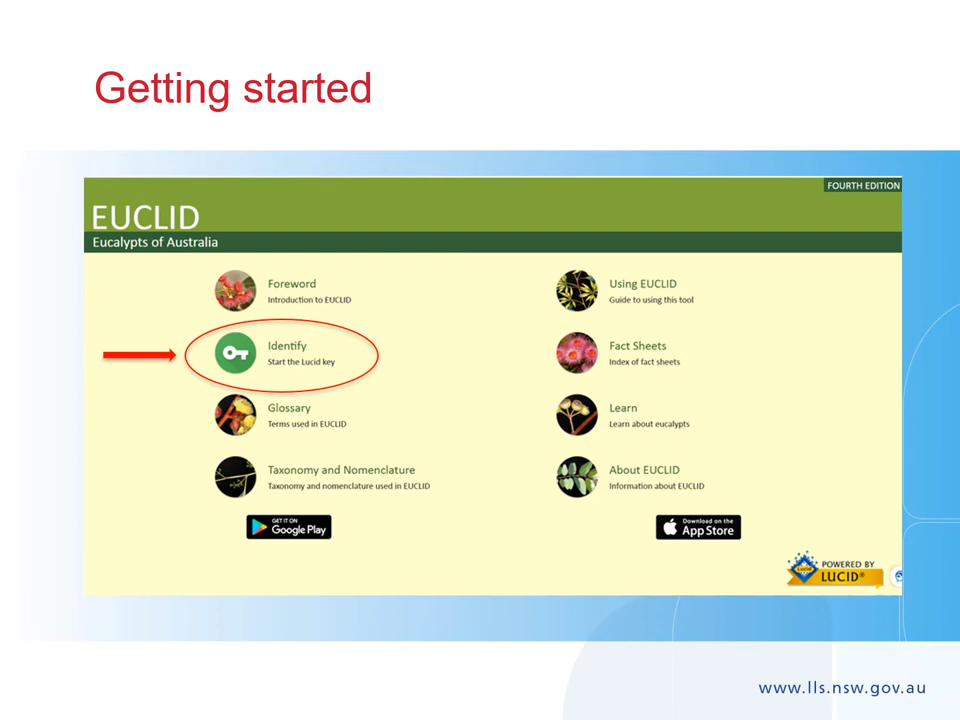 Getting started
FOURTH EDITION
EUCLID
Eucalypts of Australia
Foreword
Introduction to EUCLID
Using EUCLID
Guide to using this tool
Identify
Start the Lucid key
Fact Sheets
Index of fact sheets
Glossary
Terms used in EUCLID
Learn
Learn about eucalypts
Taxonomy and Nomenclature
Taxonomy and nomenclature used in EUCLID
About EUCLID
Information about EUCLID
GET IT ON
Google Play
Download on the
App Store
Lucid
POWERED BY
LUCID®
www.lls.nsw.gov.au